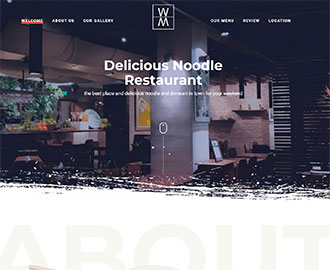 WELCOME ABOUT US OUR GALLERY W M OUR MENU REVIEW LOCATION
Delicious Noodle
Restaurant
the best place and delicious noodle and dimsum in town for your weekend
ABOUT